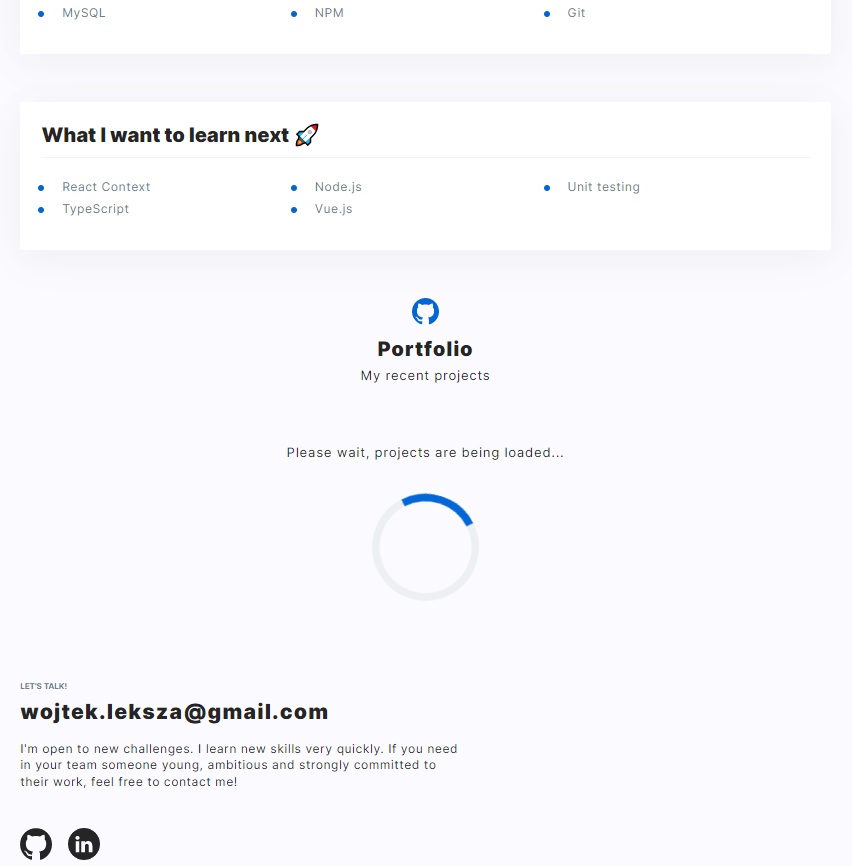 MySQL NPM Git
What I want to learn next 🚀
React Context Node.js Unit testing
TypeScript Vue.js
Portfolio
My recent projects
Please wait, projects are being loaded...
LET'S TALK!
wojtek.leksza@gmail.com
I'm open to new challenges. I learn new skills very quickly. If you need
in your team someone young, ambitious and strongly committed to
their work, feel free to contact me!
in